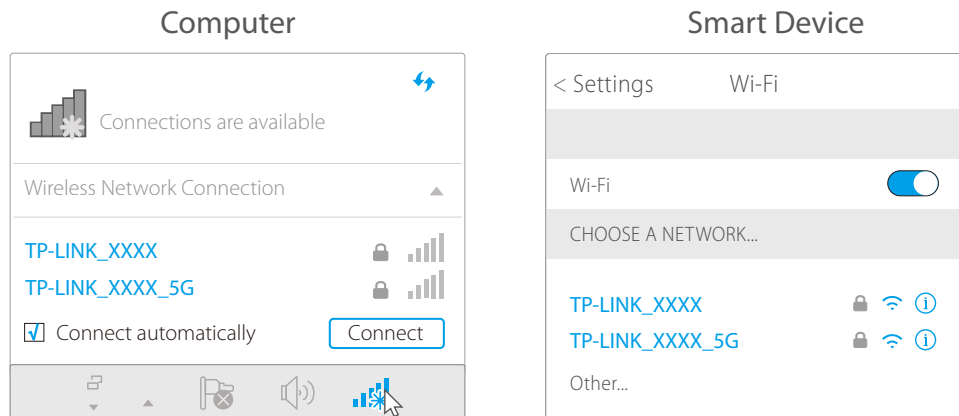 Computer
Connections are available
Wireless Network Connection
TP-LINK_XXXX
TP-LINK_XXXX_5G
Connect automatically
Connect
Smart Device
< Settings
Wi-Fi
Wi-Fi
CHOOSE A NETWORK...
TP-LINK_XXXX
TP-LINK_XXXX_5G
Other...